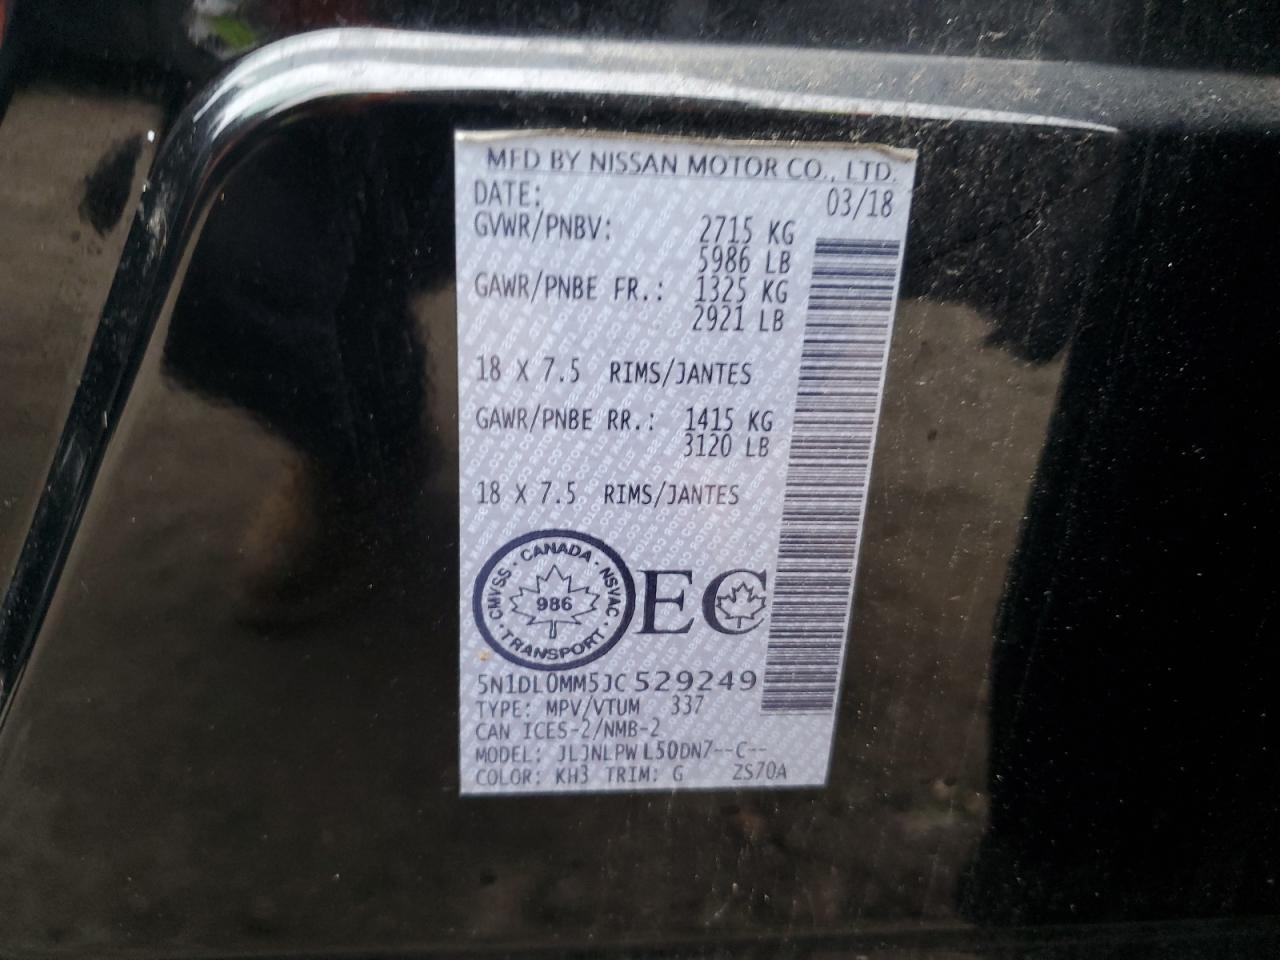 MFD BY NISSAN MOTOR CO., LTD.
DATE: 03/18
GVWR/PNBV: 2715 KG
5986 LB
GAWR/PNBE FR.: 1325 KG
2921 LB
18 X 7.5 RIMS/JANTES
GAWR/PNBE RR.: 1415 KG
3120 LB
18 X 7.5 RIMS/JANTES
CMVSS · CANADA · NSVAC · TRANSPORT ·
986
EC
5N1DL0MM5JC529249
TYPE: MPV/VTUM 337
CAN ICES-2/NMB-2
MODEL: JLJNLPW L50DN7--C--
COLOR: KH3 TRIM: G ZS70A